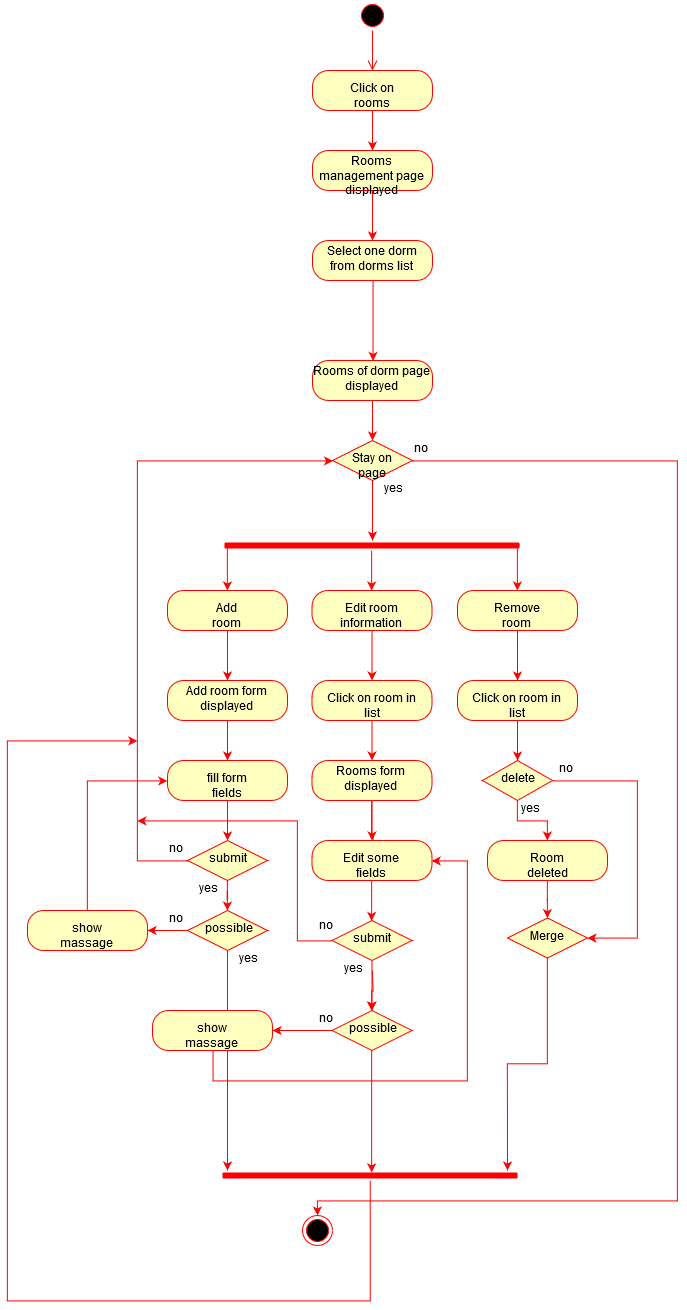 Click on
rooms
Rooms
management page
displayed
Select one dorm
from dorms list
Rooms of dorm page
displayed
no
Stay on
page
yes
Add
room
Edit room
information
Remove
room
Add room form
displayed
Click on room in
list
Click on room in
list
fill form
fields
Rooms form
displayed
delete
no
yes
no
submit
Edit some
fields
Room
deleted
yes
show
massage
no
possible
yes
no
submit
Merge
yes
show
massage
no
possible